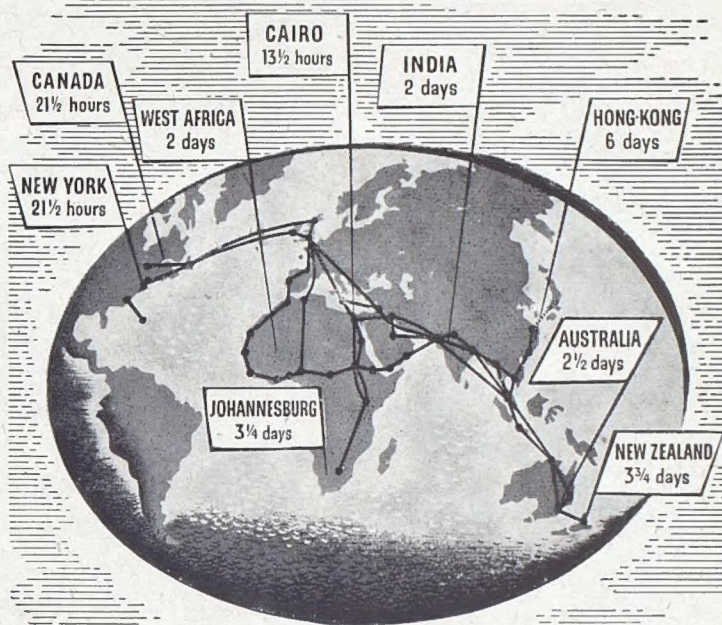 CAIRO
13½ hours
CANADA
21½ hours
INDIA
2 days
WEST AFRICA
2 days
HONG-KONG
6 days
NEW YORK
21½ hours
AUSTRALIA
2½ days
JOHANNESBURG
3¼ days
NEW ZEALAND
3¾ days